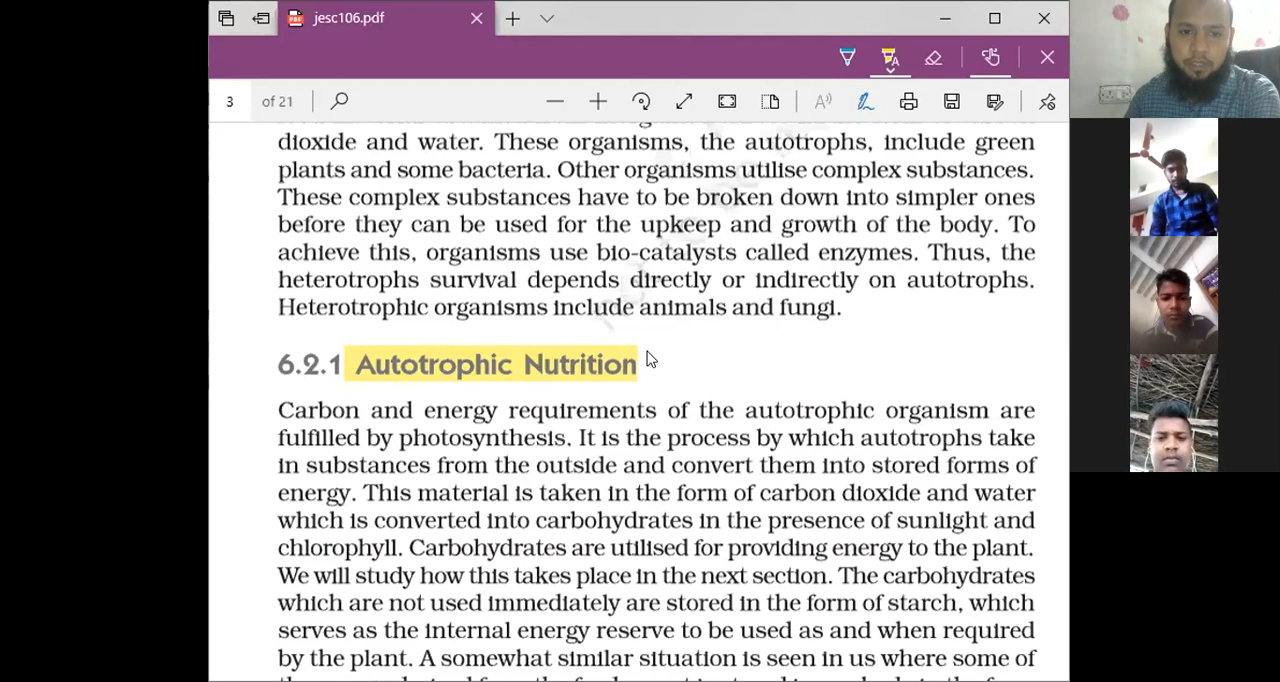 jesc106.pdf
3 of 21
dioxide and water. These organisms, the autotrophs, include green
plants and some bacteria. Other organisms utilise complex substances.
These complex substances have to be broken down into simpler ones
before they can be used for the upkeep and growth of the body. To
achieve this, organisms use bio-catalysts called enzymes. Thus, the
heterotrophs survival depends directly or indirectly on autotrophs.
Heterotrophic organisms include animals and fungi.
6.2.1 Autotrophic Nutrition
Carbon and energy requirements of the autotrophic organism are
fulfilled by photosynthesis. It is the process by which autotrophs take
in substances from the outside and convert them into stored forms of
energy. This material is taken in the form of carbon dioxide and water
which is converted into carbohydrates in the presence of sunlight and
chlorophyll. Carbohydrates are utilised for providing energy to the plant.
We will study how this takes place in the next section. The carbohydrates
which are not used immediately are stored in the form of starch, which
serves as the internal energy reserve to be used as and when required
by the plant. A somewhat similar situation is seen in us where some of